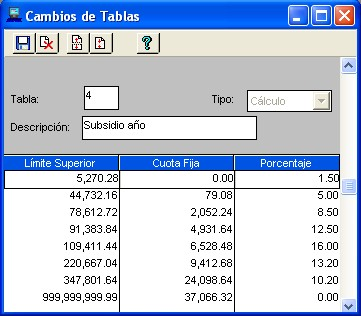 Cambios de Tablas
Tabla: 4 Tipo: Cálculo
Descripción: Subsidio año
Límite Superior Cuota Fija Porcentaje
5,270.28 0.00 1.50
44,732.16 79.08 5.00
78,612.72 2,052.24 8.50
91,383.84 4,931.64 12.50
109,411.44 6,528.48 16.00
220,667.04 9,412.68 13.20
347,801.64 24,098.64 10.20
999,999,999.99 37,066.32 0.00